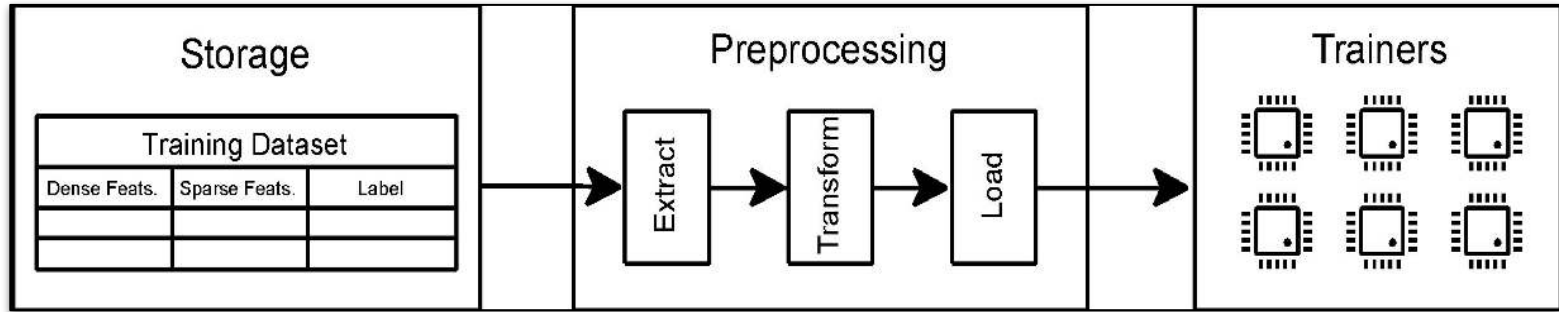 Storage
Training Dataset
Dense Feats. Sparse Feats. Label
Preprocessing
Extract
Transform
Load
Trainers